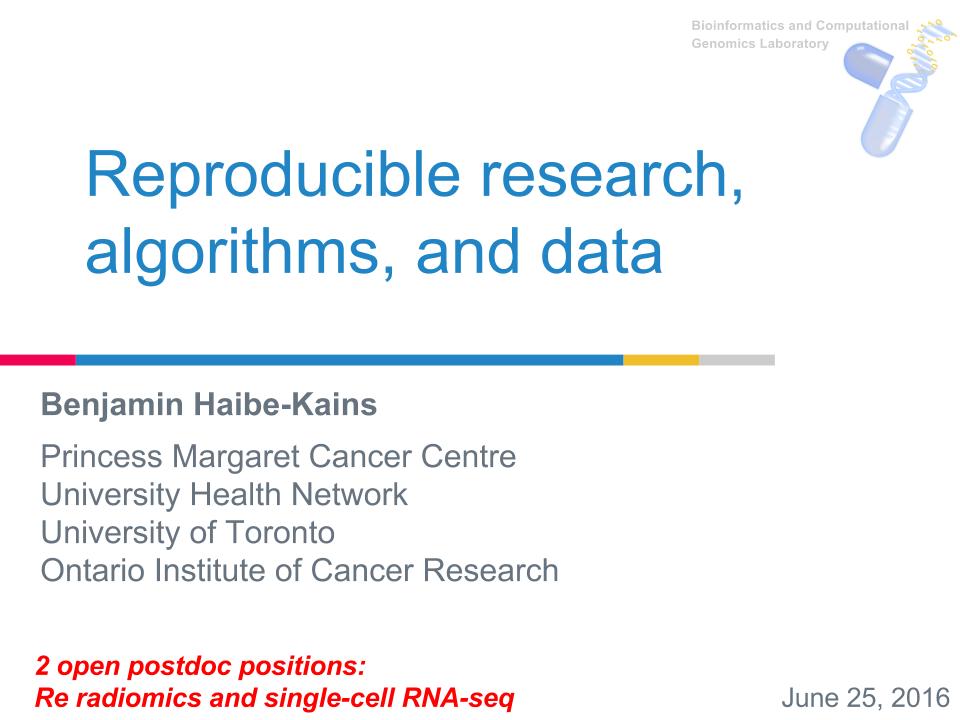 Bioinformatics and Computational
Genomics Laboratory
Reproducible research,
algorithms, and data
Benjamin Haibe-Kains
Princess Margaret Cancer Centre
University Health Network
University of Toronto
Ontario Institute of Cancer Research
2 open postdoc positions:
Re radiomics and single-cell RNA-seq
June 25, 2016